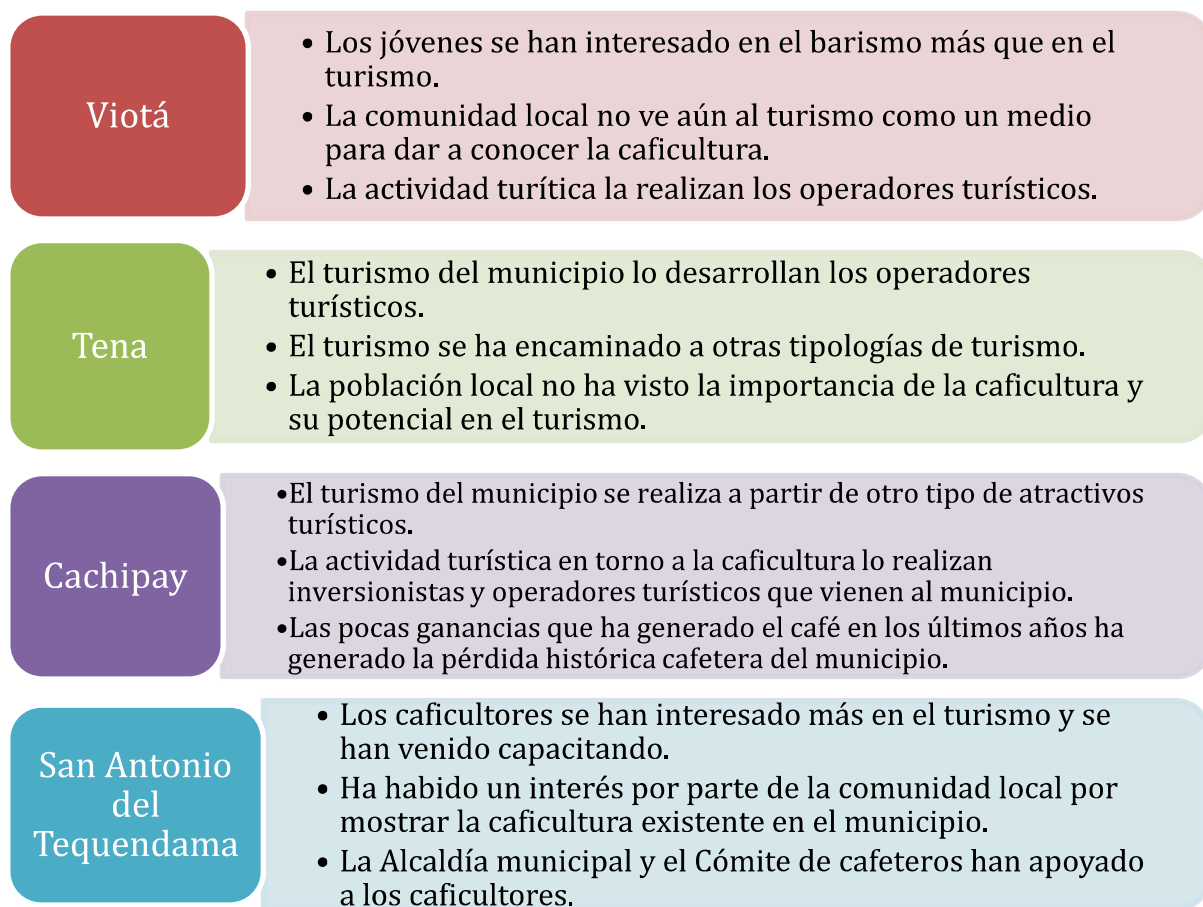 Viotá
• Los jóvenes se han interesado en el barismo más que en el
turismo.
• La comunidad local no ve aún al turismo como un medio
para dar a conocer la caficultura.
• La actividad turítica la realizan los operadores turísticos.
Tena
• El turismo del municipio lo desarrollan los operadores
turísticos.
• El turismo se ha encaminado a otras tipologías de turismo.
• La población local no ha visto la importancia de la caficultura y
su potencial en el turismo.
Cachipay
•El turismo del municipio se realiza a partir de otro tipo de atractivos
turísticos.
•La actividad turística en torno a la caficultura lo realizan
inversionistas y operadores turísticos que vienen al municipio.
•Las pocas ganancias que ha generado el café en los últimos años ha
generado la pérdida histórica cafetera del municipio.
San Antonio
del
Tequendama
• Los caficultores se han interesado más en el turismo y se
han venido capacitando.
• Ha habido un interés por parte de la comunidad local por
mostrar la caficultura existente en el municipio.
• La Alcaldía municipal y el Cómite de cafeteros han apoyado
a los caficultores.